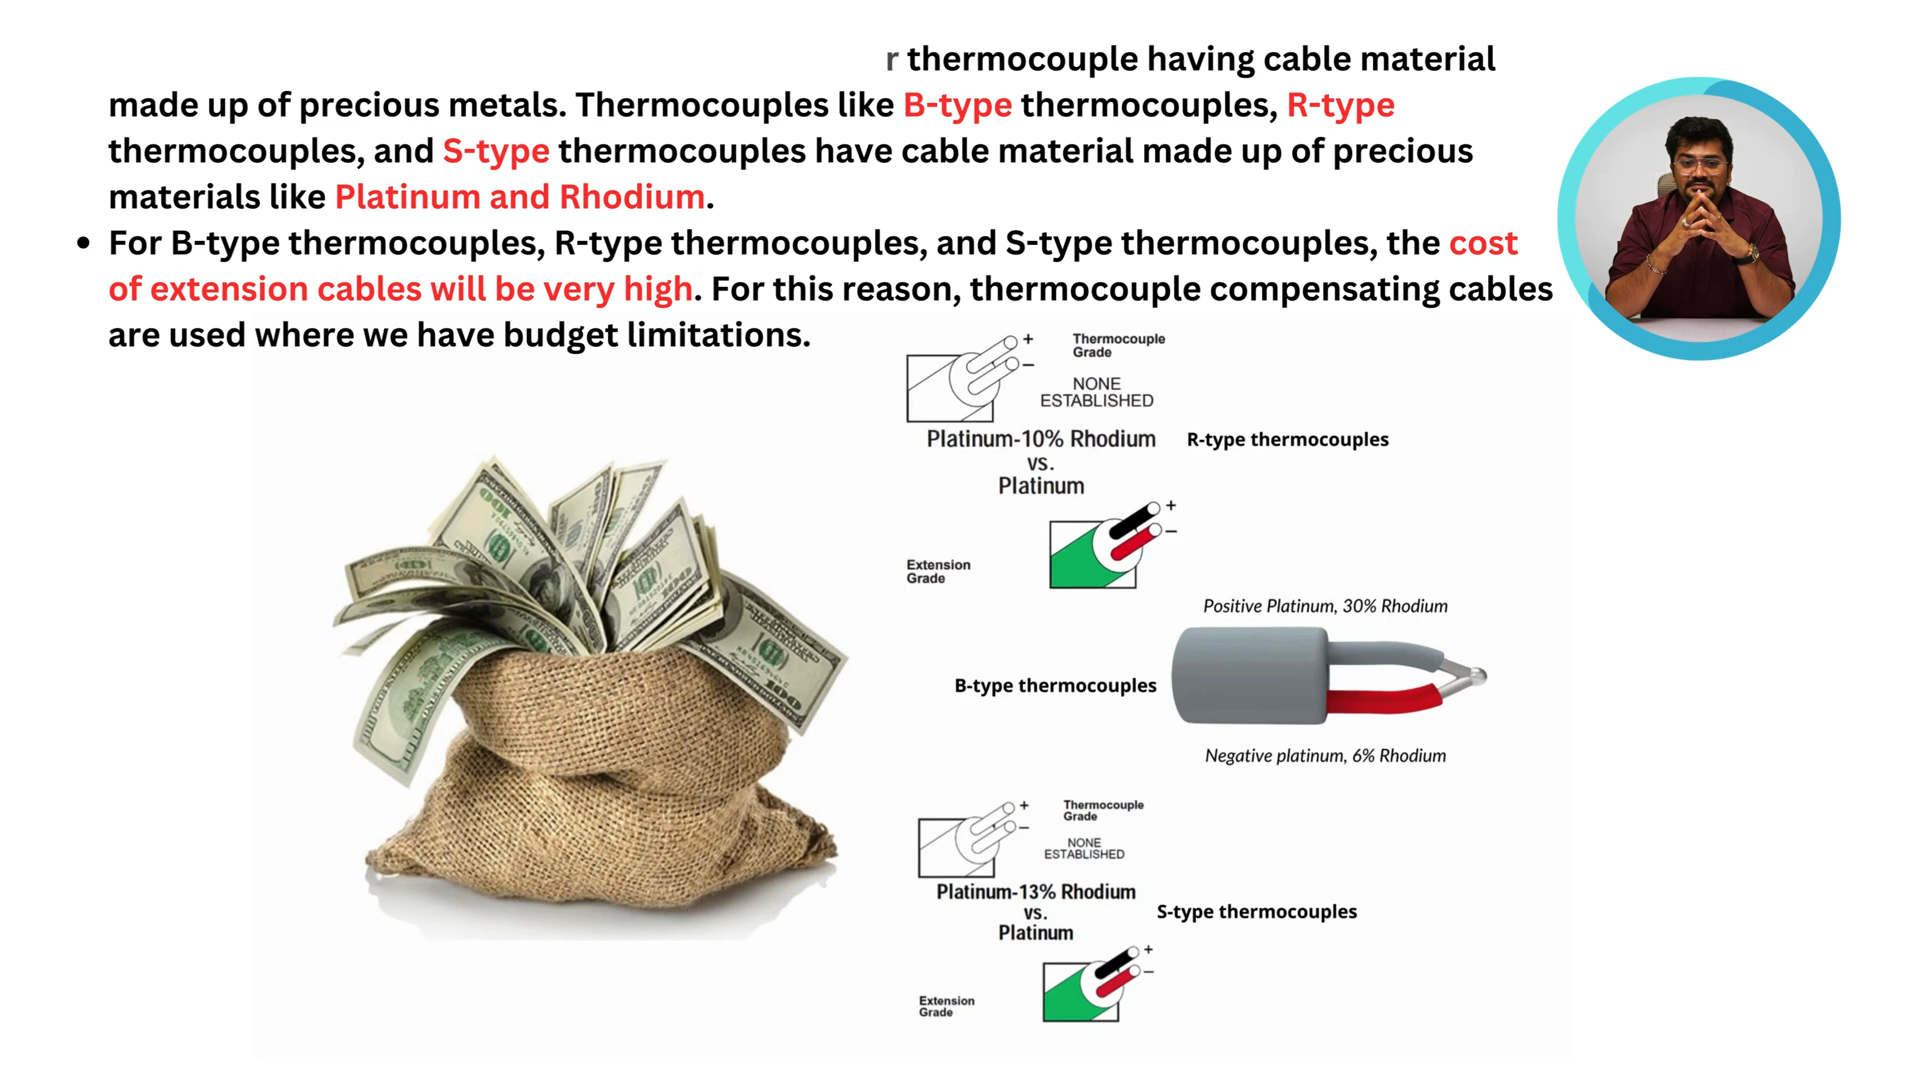 r thermocouple having cable material
made up of precious metals. Thermocouples like B-type thermocouples, R-type
thermocouples, and S-type thermocouples have cable material made up of precious
materials like Platinum and Rhodium.
• For B-type thermocouples, R-type thermocouples, and S-type thermocouples, the cost
of extension cables will be very high. For this reason, thermocouple compensating cables
are used where we have budget limitations.
+ Thermocouple
Grade
−
NONE
ESTABLISHED
Platinum-10% Rhodium
vs.
Platinum
R-type thermocouples
+
−
Extension
Grade
Positive Platinum, 30% Rhodium
B-type thermocouples
Negative platinum, 6% Rhodium
+ Thermocouple
Grade
−
NONE
ESTABLISHED
Platinum-13% Rhodium
vs.
Platinum
S-type thermocouples
+
−
Extension
Grade
100
100
100
100